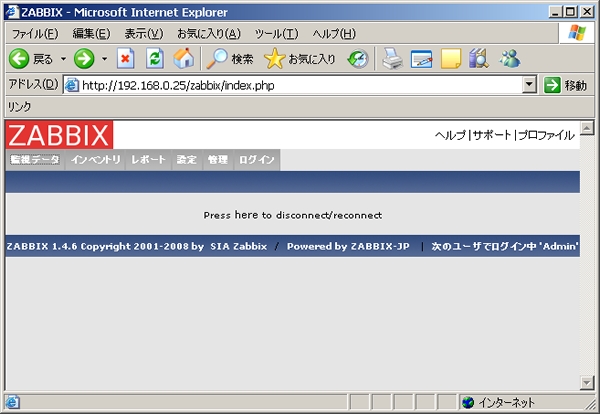 ZABBIX - Microsoft Internet Explorer
ファイル(F) 編集(E) 表示(V) お気に入り(A) ツール(T) ヘルプ(H)
戻る 検索 お気に入り
アドレス(D) http://192.168.0.25/zabbix/index.php 移動
リンク
ZABBIX ヘルプ|サポート|プロファイル
監視データ インベントリ レポート 設定 管理 ログイン
Press here to disconnect/reconnect
ZABBIX 1.4.6 Copyright 2001-2008 by SIA Zabbix / Powered by ZABBIX-JP | 次のユーザでログイン中 'Admin'
インターネット